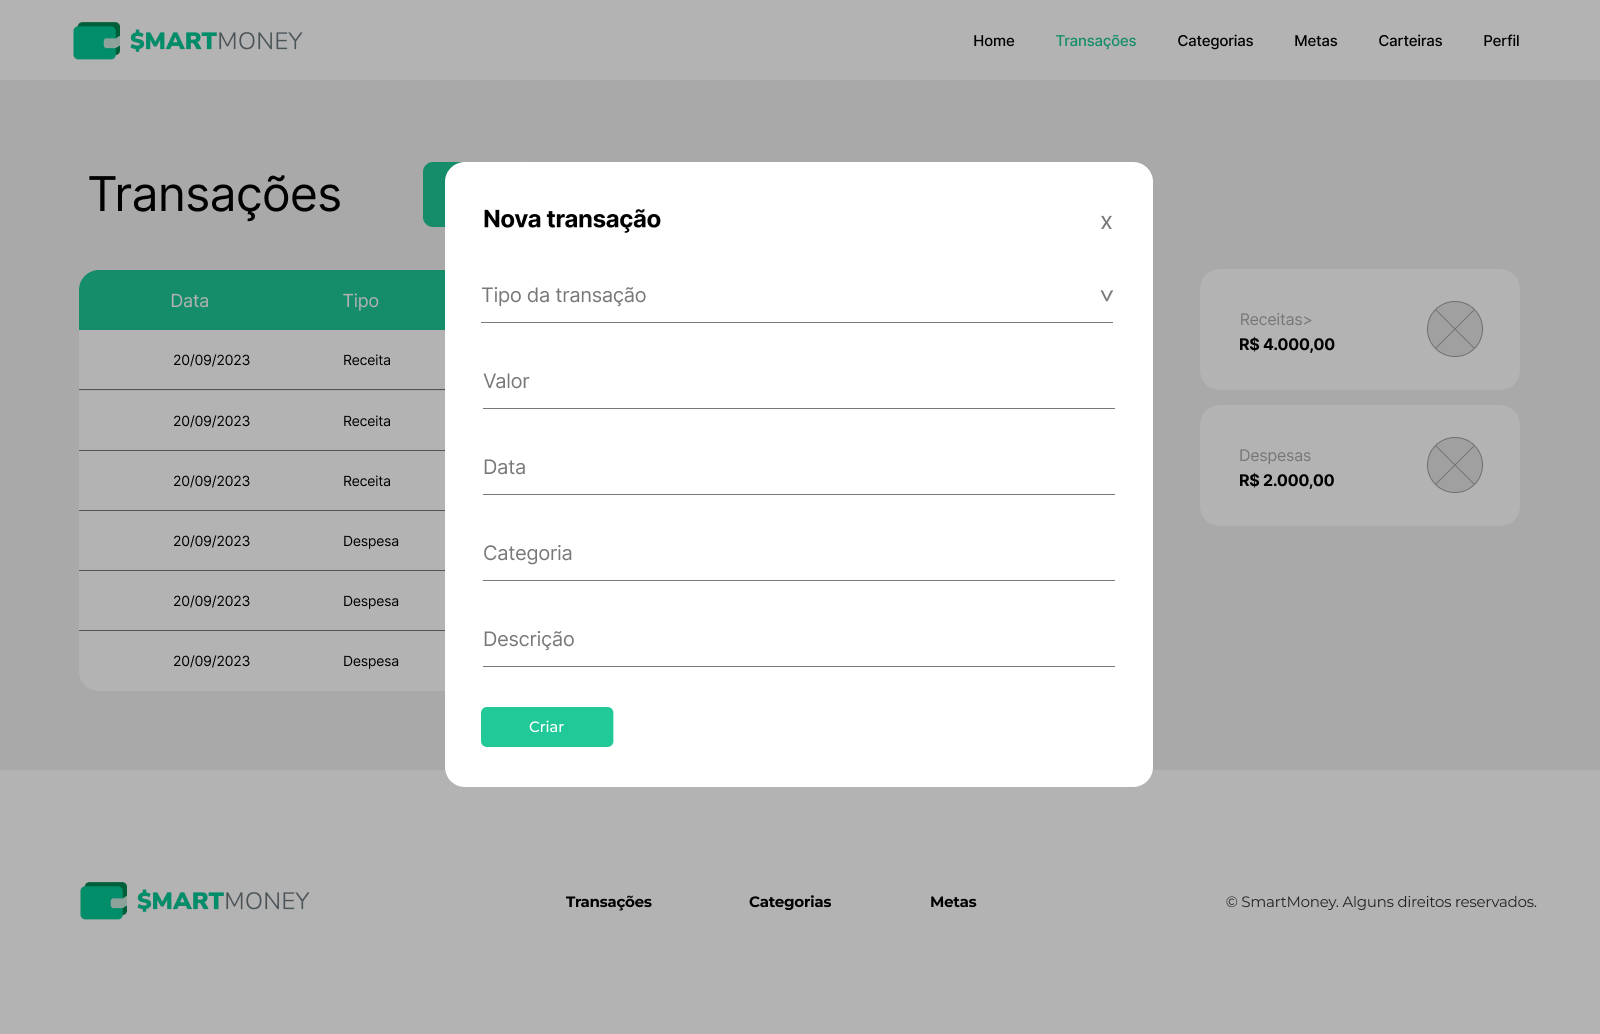 $MARTMONEY
Home Transações Categorias Metas Carteiras Perfil
Transações
Nova transação x
Tipo da transação
Valor
Data
Categoria
Descrição
Criar
Data Tipo
20/09/2023 Receita
20/09/2023 Receita
20/09/2023 Receita
20/09/2023 Despesa
20/09/2023 Despesa
20/09/2023 Despesa
Receitas>
R$ 4.000,00
Despesas
R$ 2.000,00
$MARTMONEY
Transações Categorias Metas
© SmartMoney. Alguns direitos reservados.